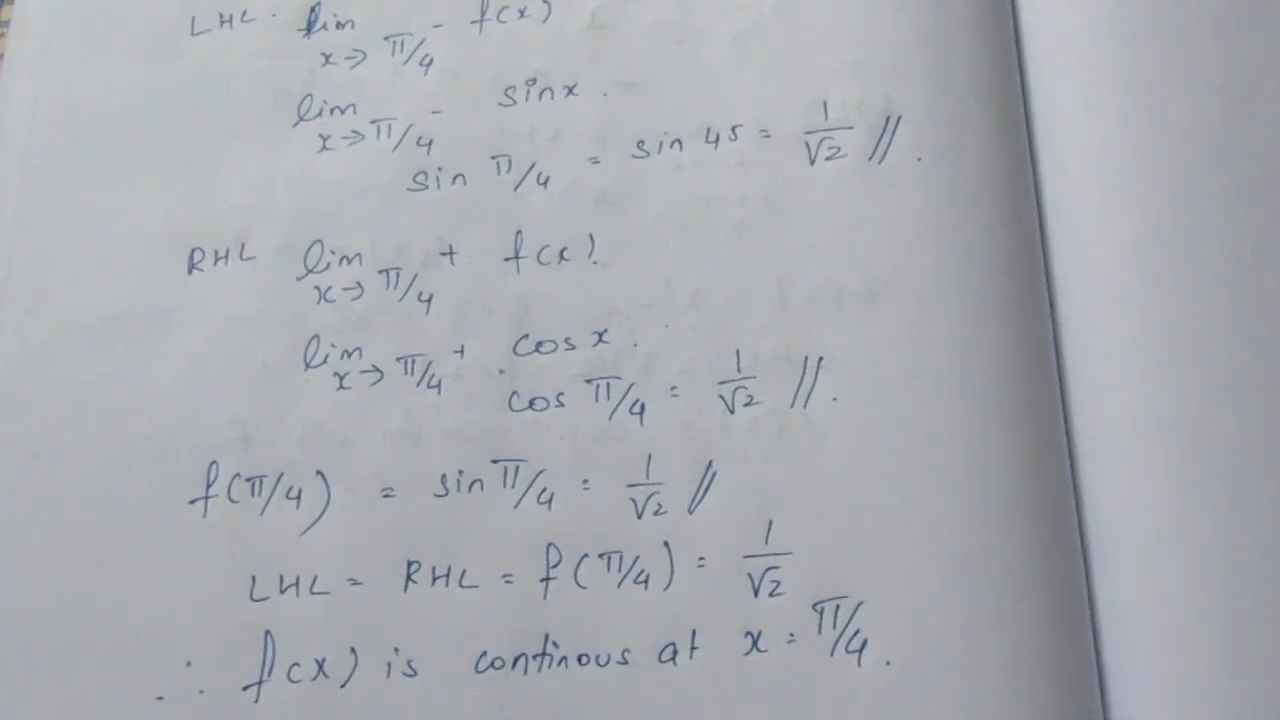 LHL. lim x→π/4⁻ f(x)
lim x→π/4⁻ sinx.
sin π/4 = sin 45 = 1/√2 //.
RHL lim x→π/4⁺ f(x).
lim x→π/4⁺ cosx.
cos π/4 = 1/√2 //.
f(π/4) = sin π/4 = 1/√2 //
LHL = RHL = f(π/4) = 1/√2
∴ f(x) is continous at x = π/4.